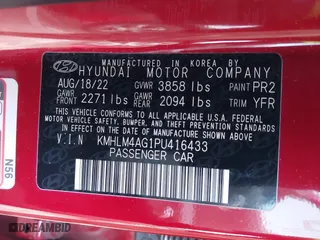 MANUFACTURED IN KOREA BY
HYUNDAI MOTOR COMPANY
AUG/18/22 GVWR 3858 lbs PAINT PR2
GAWR FRONT 2271 lbs GAWR REAR 2094 lbs TRIM YFR
THIS VEHICLE CONFORMS TO ALL APPLICABLE U.S.A. FEDERAL
MOTOR VEHICLE SAFETY, BUMPER, AND THEFT PREVENTION
STANDARDS IN EFFECT ON THE DATE OF MANUFACTURE SHOWN ABOVE.
V.I.N KMHLM4AG1PU416433
PASSENGER CAR
N56
DREAMBID.COM